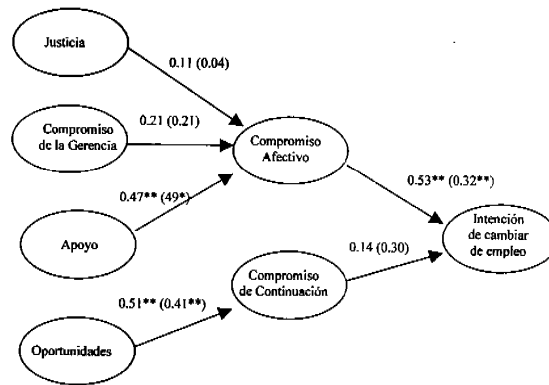 Justicia
0.11 (0.04)
Compromiso
de la Gerencia
0.21 (0.21)
Compromiso
Afectivo
0.53** (0.32**)
0.47** (49*)
Intención
de cambiar
de empleo
Apoyo
0.14 (0.30)
Compromiso
de Continuación
0.51** (0.41**)
Oportunidades